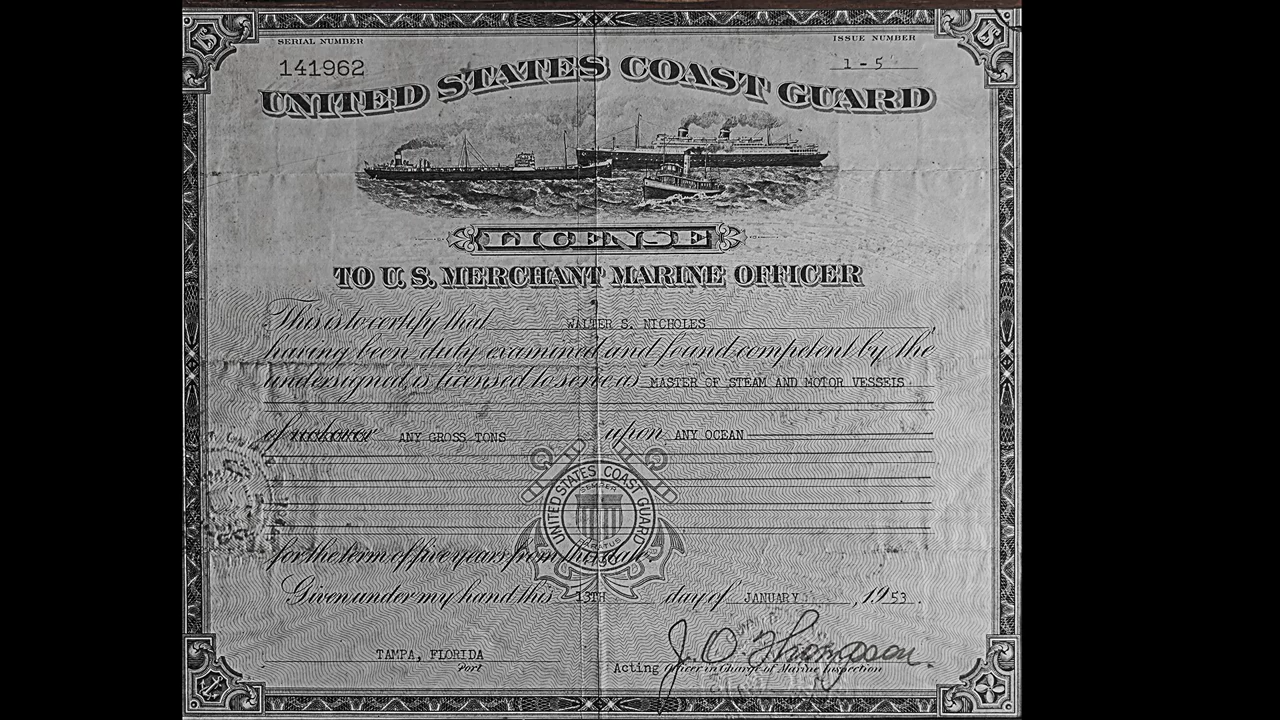 SERIAL NUMBER
ISSUE NUMBER
141962
1-5
UNITED STATES COAST GUARD
LICENSE
TO U. S. MERCHANT MARINE OFFICER
This is to certify that WALTER S. NICHOLES,
having been duly examined and found competent by the
undersigned, is licensed to serve as MASTER OF STEAM AND MOTOR VESSELS
of ANY GROSS TONS upon ANY OCEAN
UNITED STATES COAST GUARD
for the term of five years from this date.
Given under my hand this 13TH day of JANUARY, 1953.
J. O. Thompson.
TAMPA, FLORIDA
Port
Acting Officer in Charge of Marine Inspection